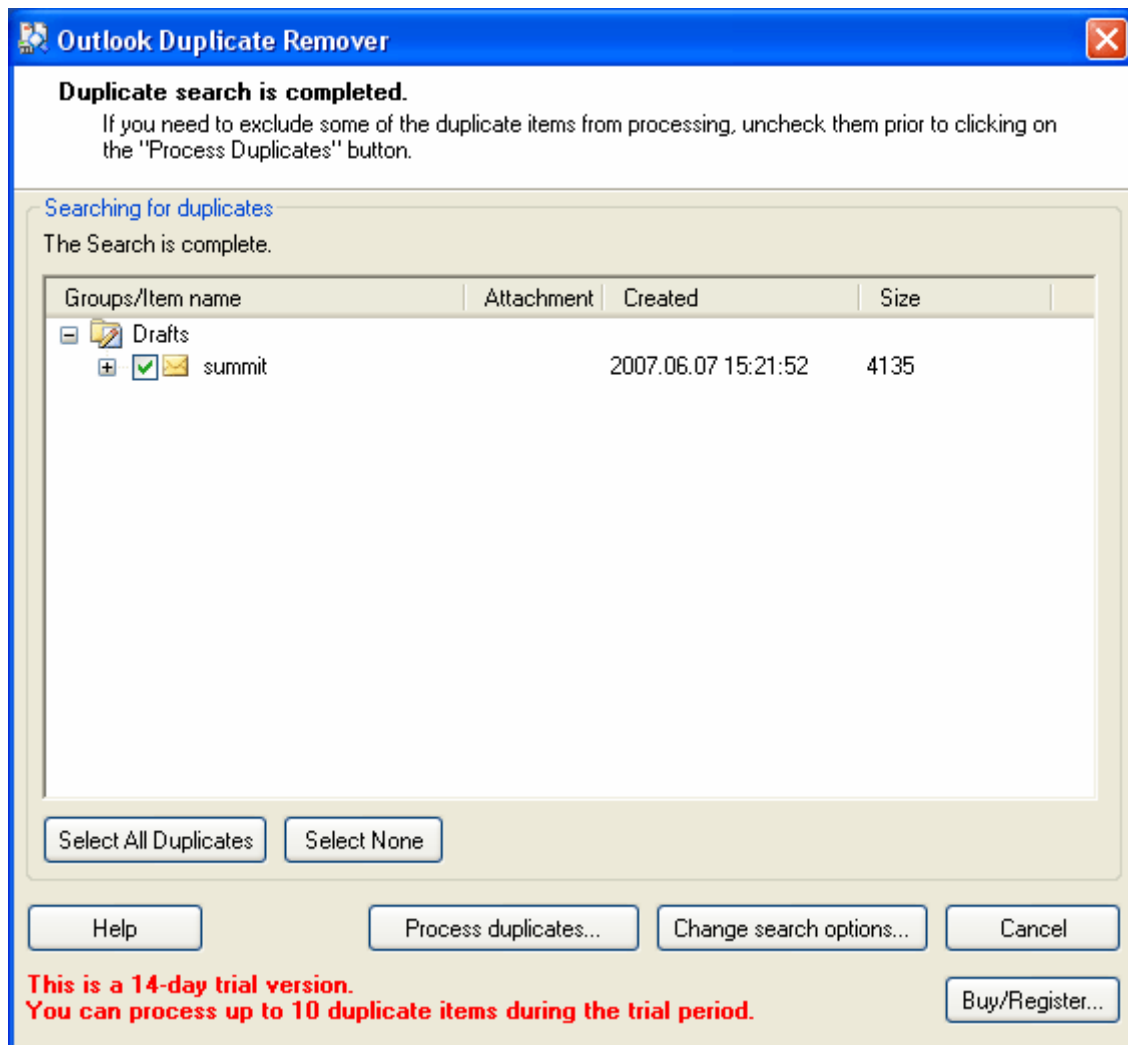 Outlook Duplicate Remover
Duplicate search is completed.
If you need to exclude some of the duplicate items from processing, uncheck them prior to clicking on
the "Process Duplicates" button.
Searching for duplicates
The Search is complete.
Groups/Item name Attachment Created Size
Drafts
summit 2007.06.07 15:21:52 4135
Select All Duplicates Select None
Help Process duplicates... Change search options... Cancel
This is a 14-day trial version.
You can process up to 10 duplicate items during the trial period.
Buy/Register...